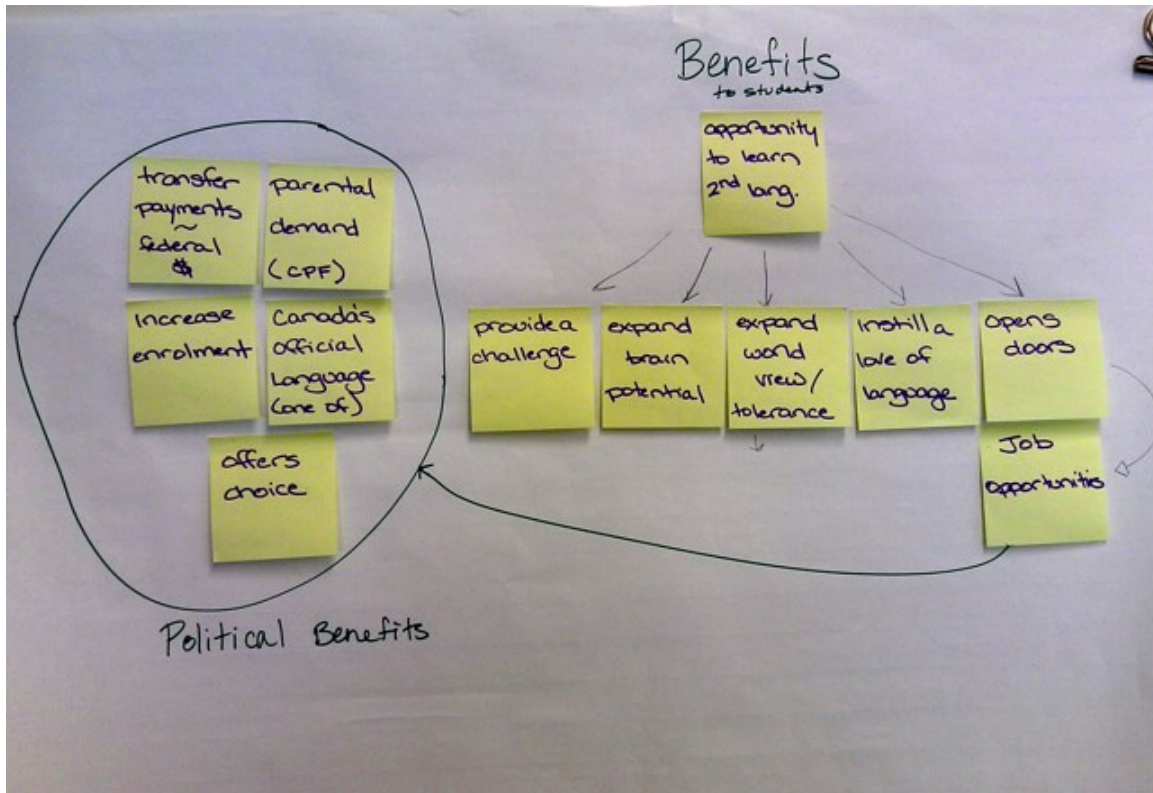 Benefits
to students
opportunity
to learn
2nd lang.
transfer
payments
~
federal
$
parental
demand
(CPF)
increase
enrolment
Canada's
official
Language
(one of)
offers
choice
Political Benefits
provide a
challenge
expand
brain
potential
expand
world
view/
tolerance
instill a
love of
language
opens
doors
Job
opportunities